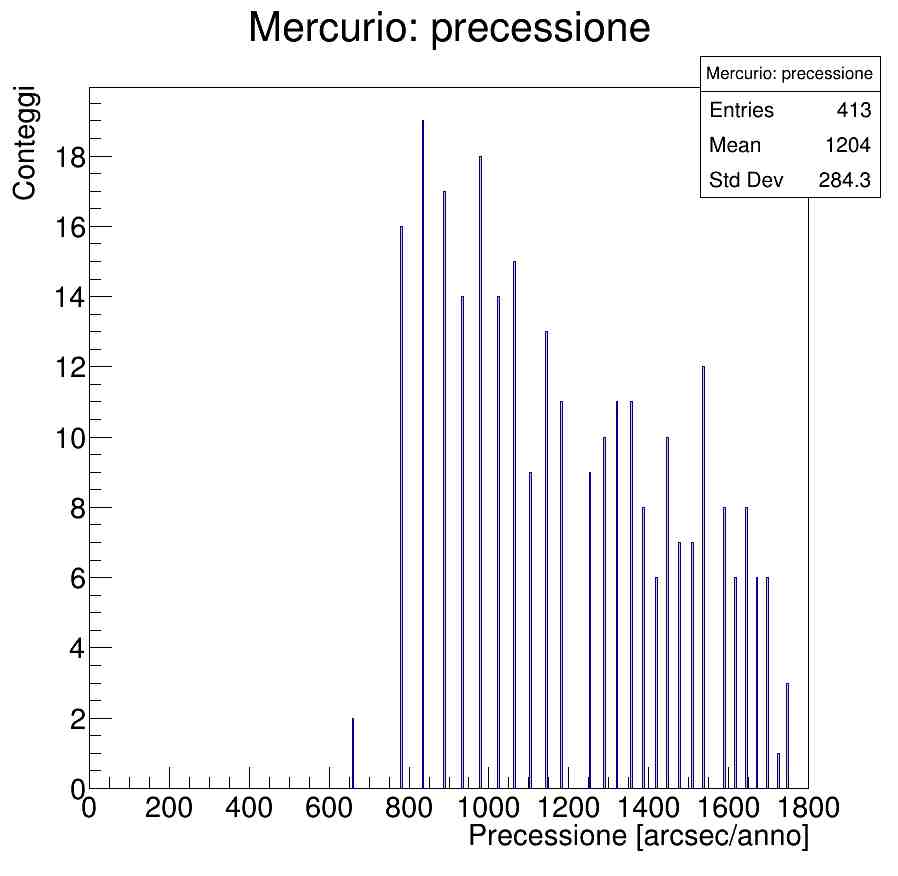 Mercurio: precessione
Mercurio: precessione
Entries 413
Mean 1204
Std Dev 284.3
Conteggi
18
16
14
12
10
8
6
4
2
0
0 200 400 600 800 1000 1200 1400 1600 1800
Precessione [arcsec/anno]